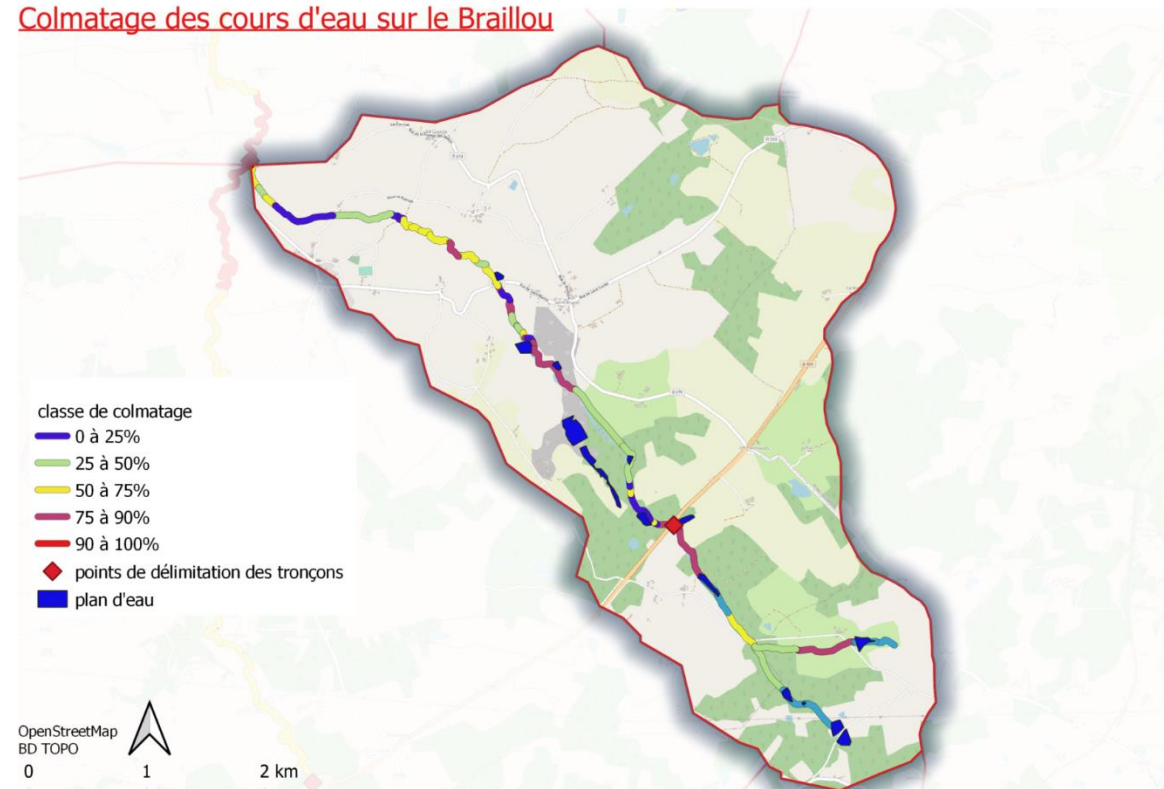 Colmatage des cours d'eau sur le Braillou
classe de colmatage
0 à 25%
25 à 50%
50 à 75%
75 à 90%
90 à 100%
points de délimitation des tronçons
plan d'eau
OpenStreetMap
BD TOPO
0 1 2 km